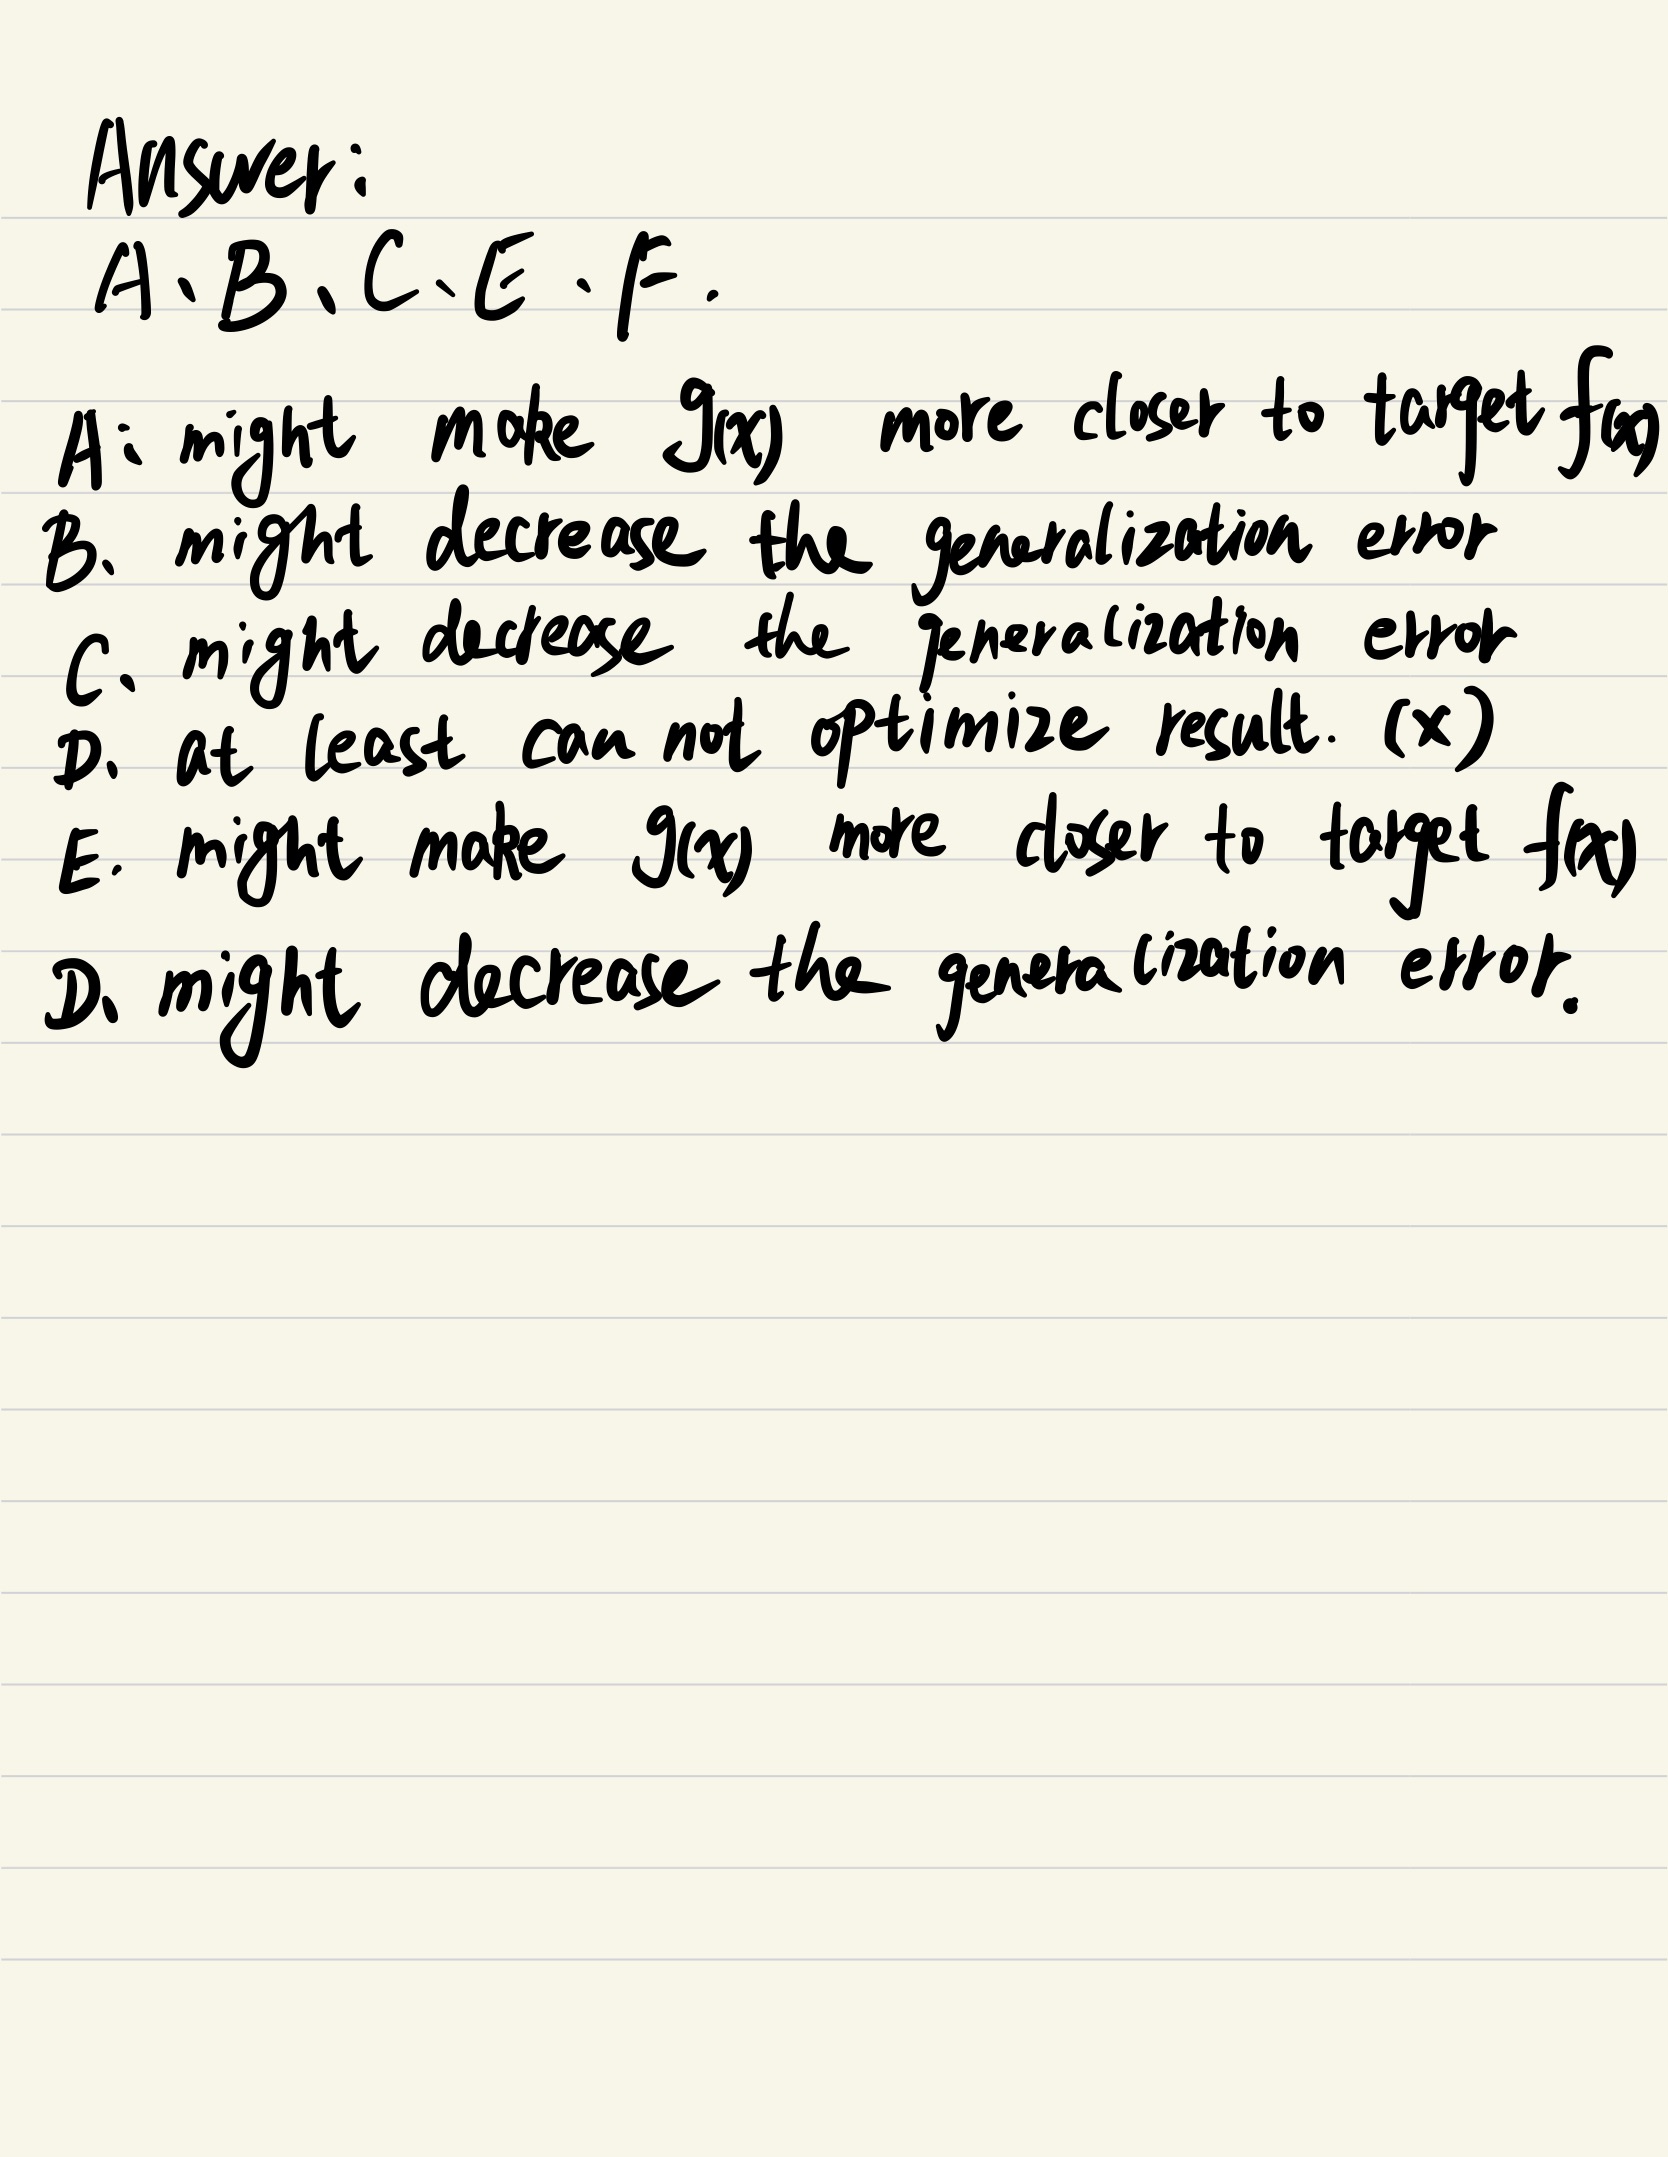 Answer:
A、B、C、E、F.
A: might make g(x) more closer to target f(x)
B、might decrease the generalization error
C、might decrease the generalization error
D、at least can not optimize result. (x)
E. might make g(x) more closer to target f(x)
D、might decrease the generalization error.